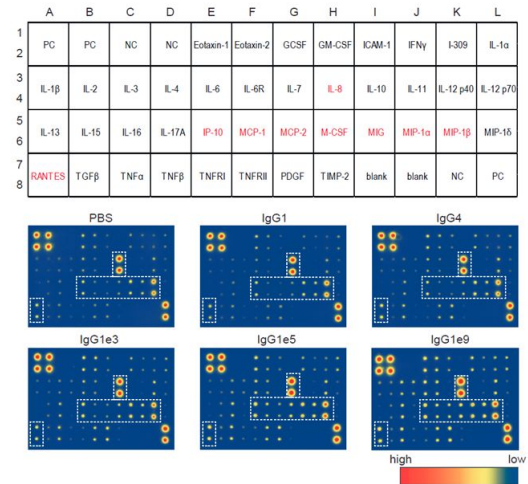 A B C D E F G H I J K L
1
PC PC NC NC Eotaxin-1 Eotaxin-2 GCSF GM-CSF ICAM-1 IFNγ I-309 IL-1α
2
3
IL-1β IL-2 IL-3 IL-4 IL-6 IL-6R IL-7 IL-8 IL-10 IL-11 IL-12 p40 IL-12 p70
4
5
IL-13 IL-15 IL-16 IL-17A IP-10 MCP-1 MCP-2 M-CSF MIG MIP-1α MIP-1β MIP-1δ
6
7
RANTES TGFβ TNFα TNFβ TNFRI TNFRII PDGF TIMP-2 blank blank NC PC
8
PBS IgG1 IgG4
IgG1e3 IgG1e5 IgG1e9
high low